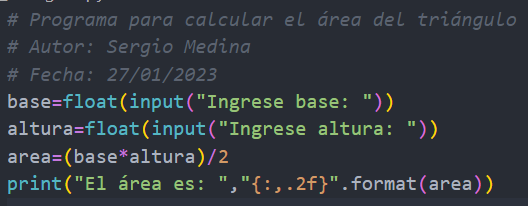 # Programa para calcular el área del triángulo
# Autor: Sergio Medina
# Fecha: 27/01/2023
base=float(input("Ingrese base: "))
altura=float(input("Ingrese altura: "))
area=(base*altura)/2
print("El área es: ","{:,.2f}".format(area))